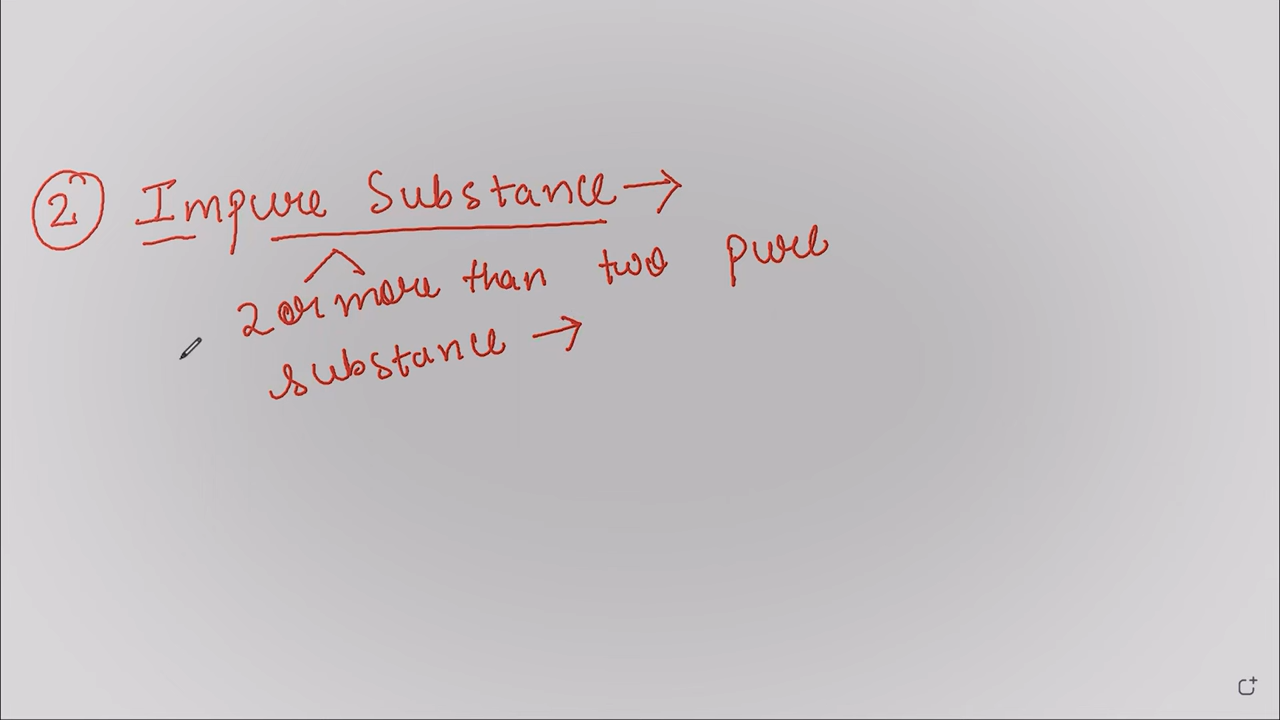 2 Impure Substance →
2 or more than two pure
substance →